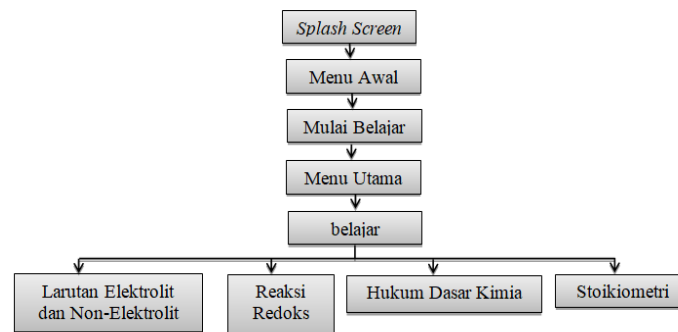 Splash Screen
Menu Awal
Mulai Belajar
Menu Utama
belajar
Larutan Elektrolit
dan Non-Elektrolit
Reaksi
Redoks
Hukum Dasar Kimia
Stoikiometri